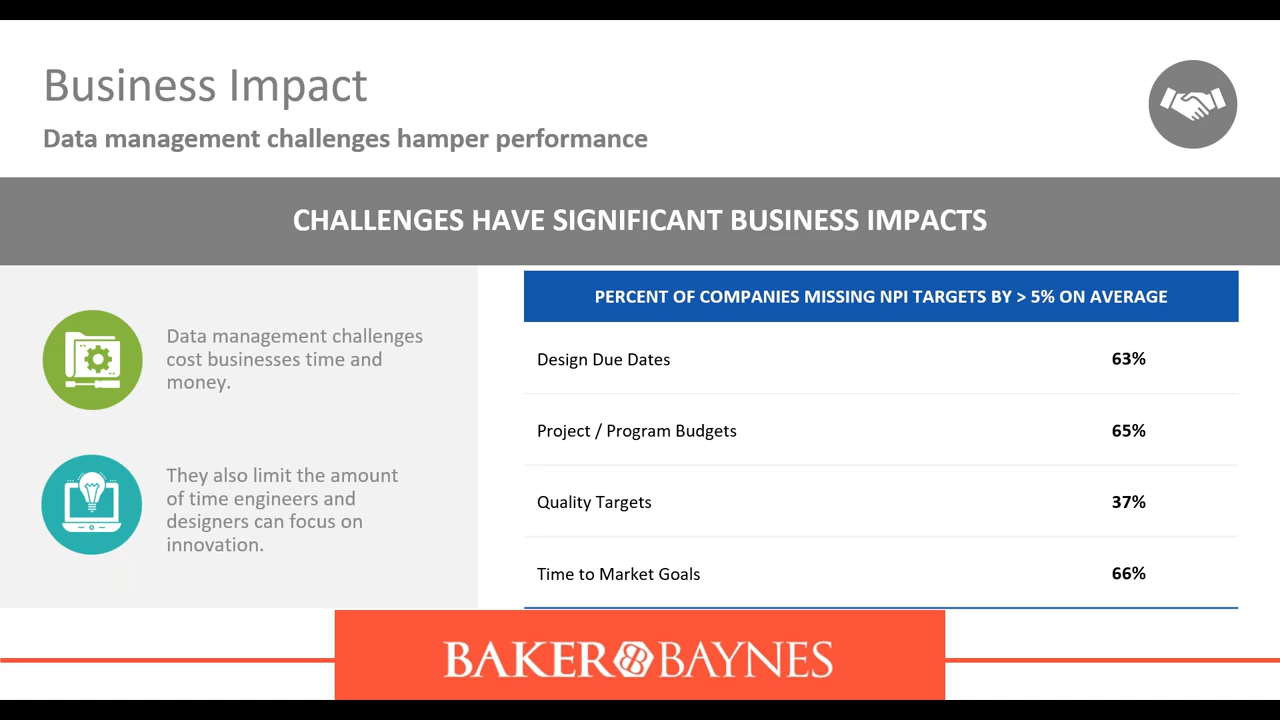 Business Impact
Data management challenges hamper performance
CHALLENGES HAVE SIGNIFICANT BUSINESS IMPACTS
Data management challenges
cost businesses time and
money.
They also limit the amount
of time engineers and
designers can focus on
innovation.
PERCENT OF COMPANIES MISSING NPI TARGETS BY > 5% ON AVERAGE
Design Due Dates 63%
Project / Program Budgets 65%
Quality Targets 37%
Time to Market Goals 66%
BAKER BAYNES